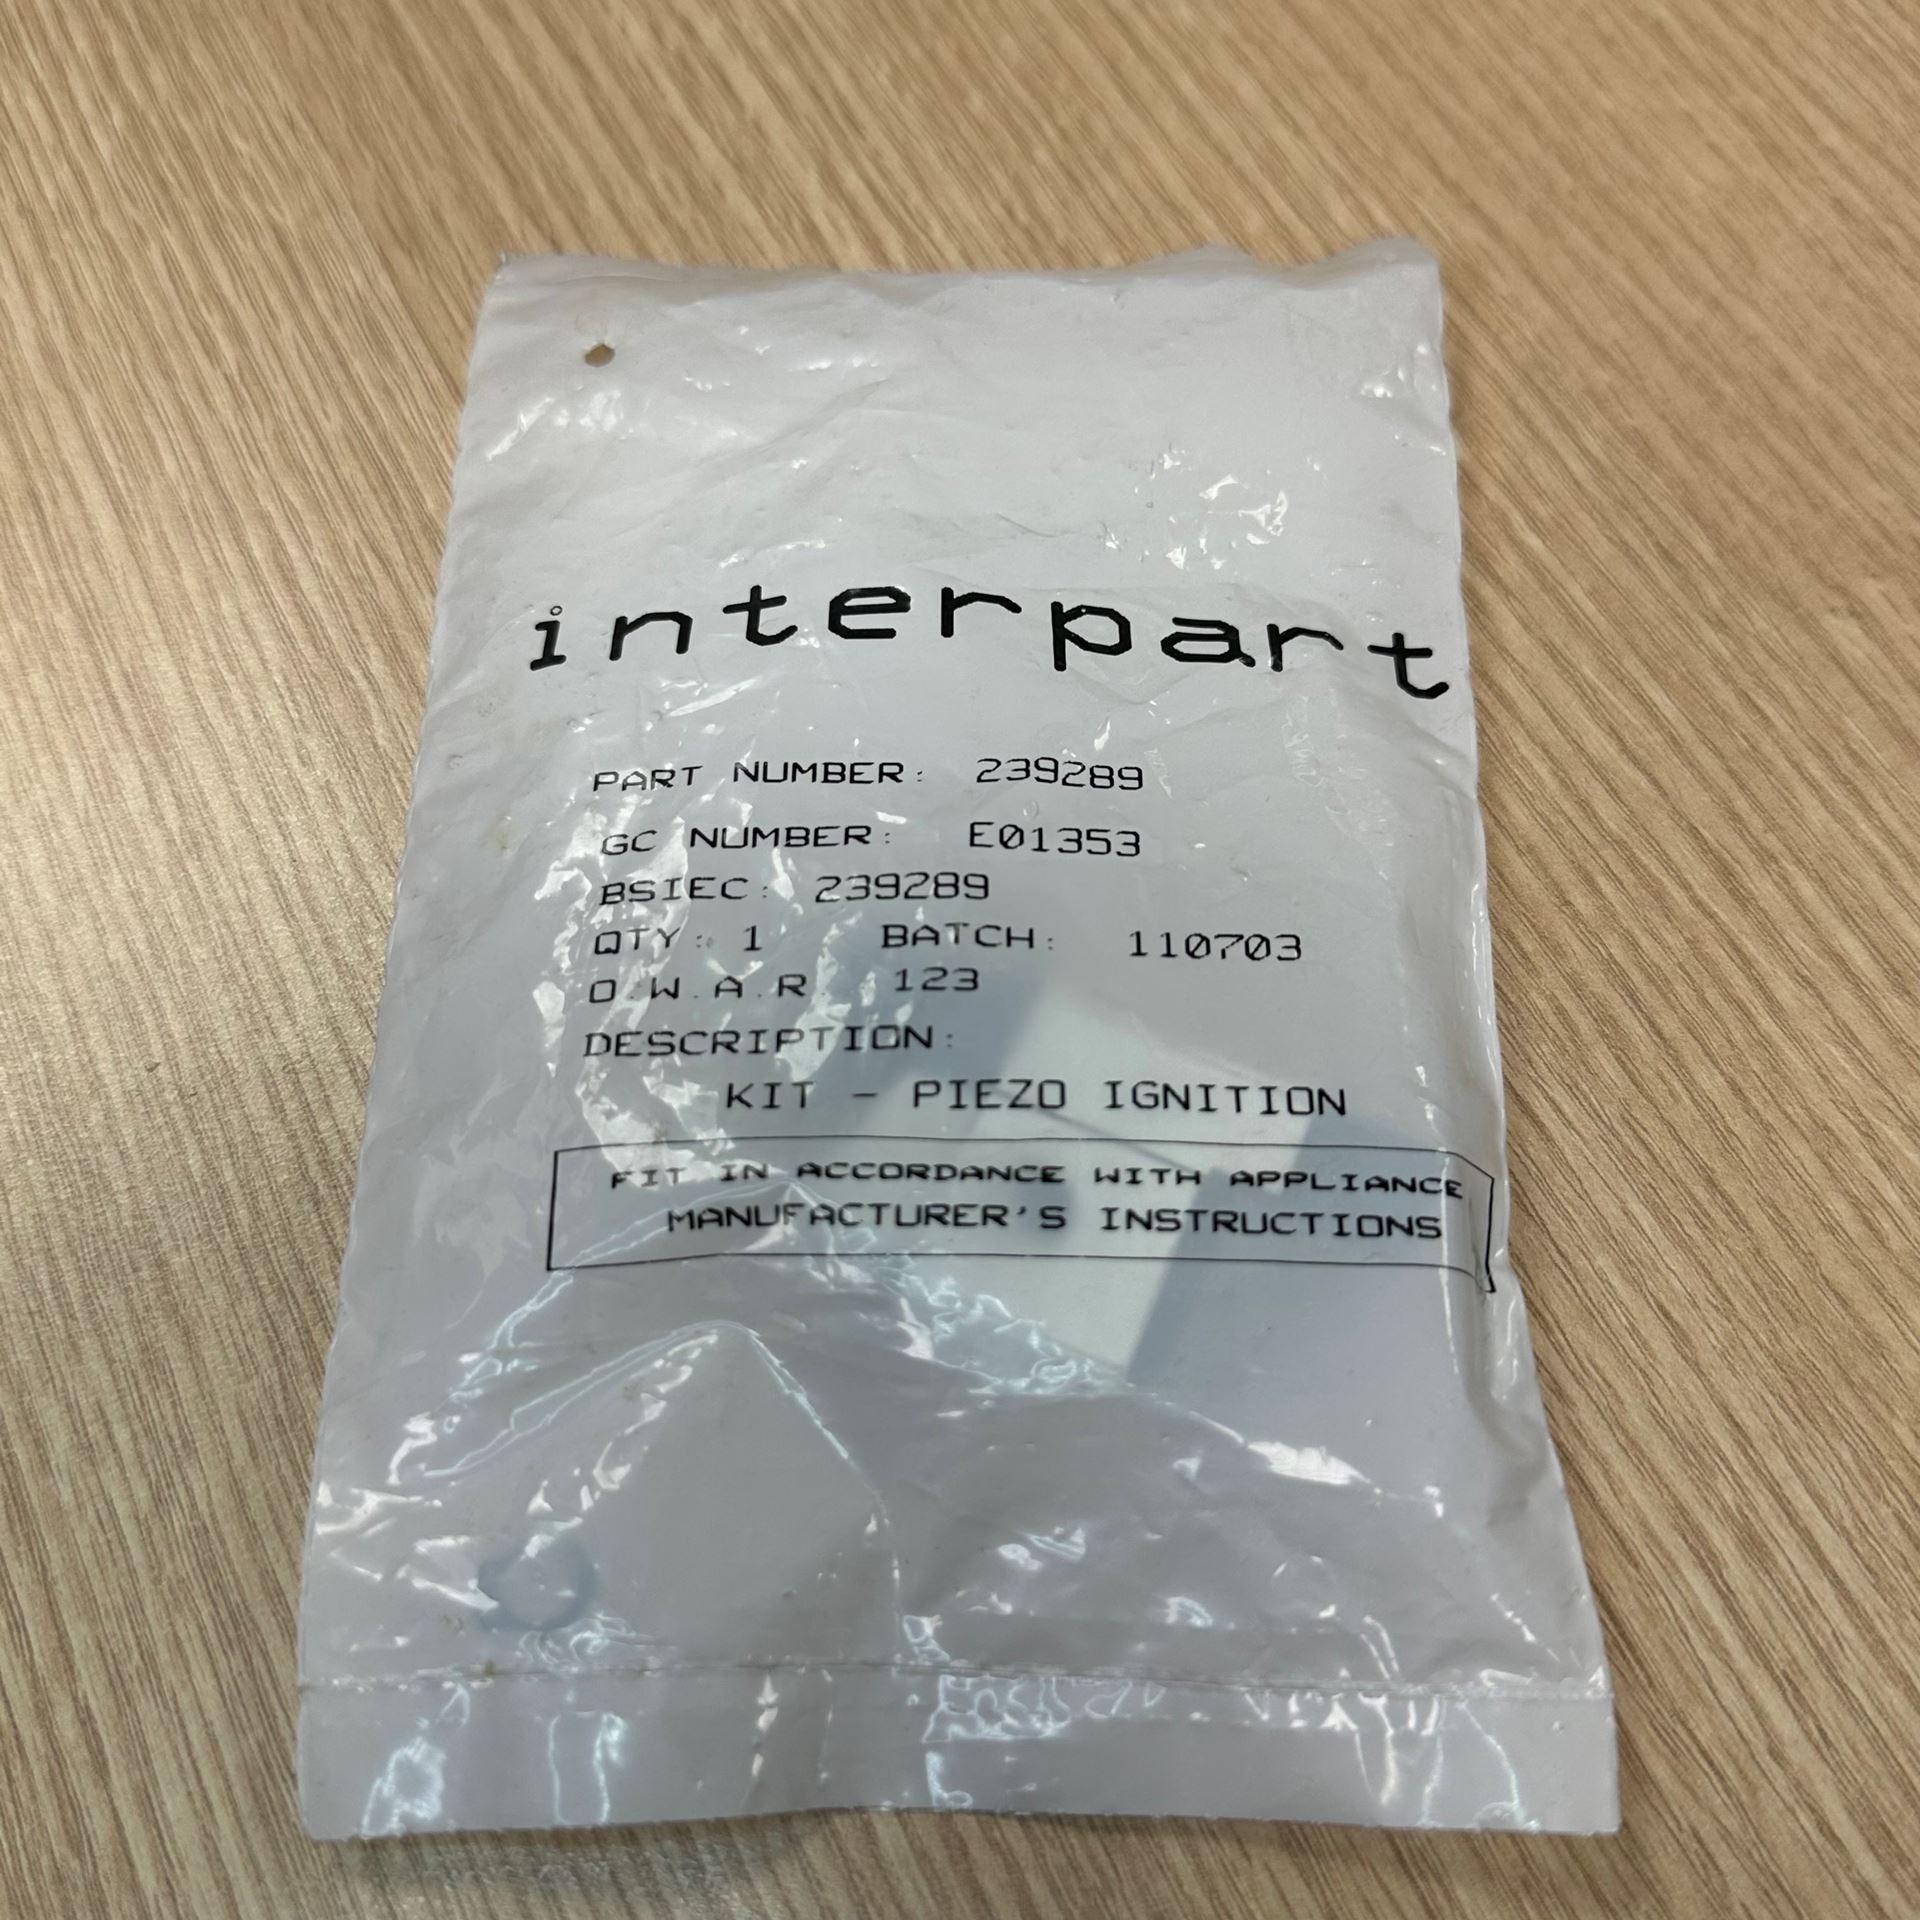 interpart
PART NUMBER: 239289
GC NUMBER: E01353
BSIEC: 239289
QTY: 1 BATCH: 110703
O.W.A.R. 123
DESCRIPTION:
KIT - PIEZO IGNITION
FIT IN ACCORDANCE WITH APPLIANCE
MANUFACTURER'S INSTRUCTIONS